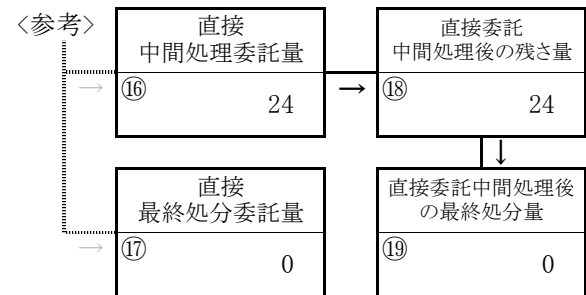 〈参考〉
直接
中間処理委託量
⑯
24
→
→
直接委託
中間処理後の残さ量
⑱
24
↓
直接
最終処分委託量
⑰
0
→
直接委託中間処理後
の最終処分量
⑲
0